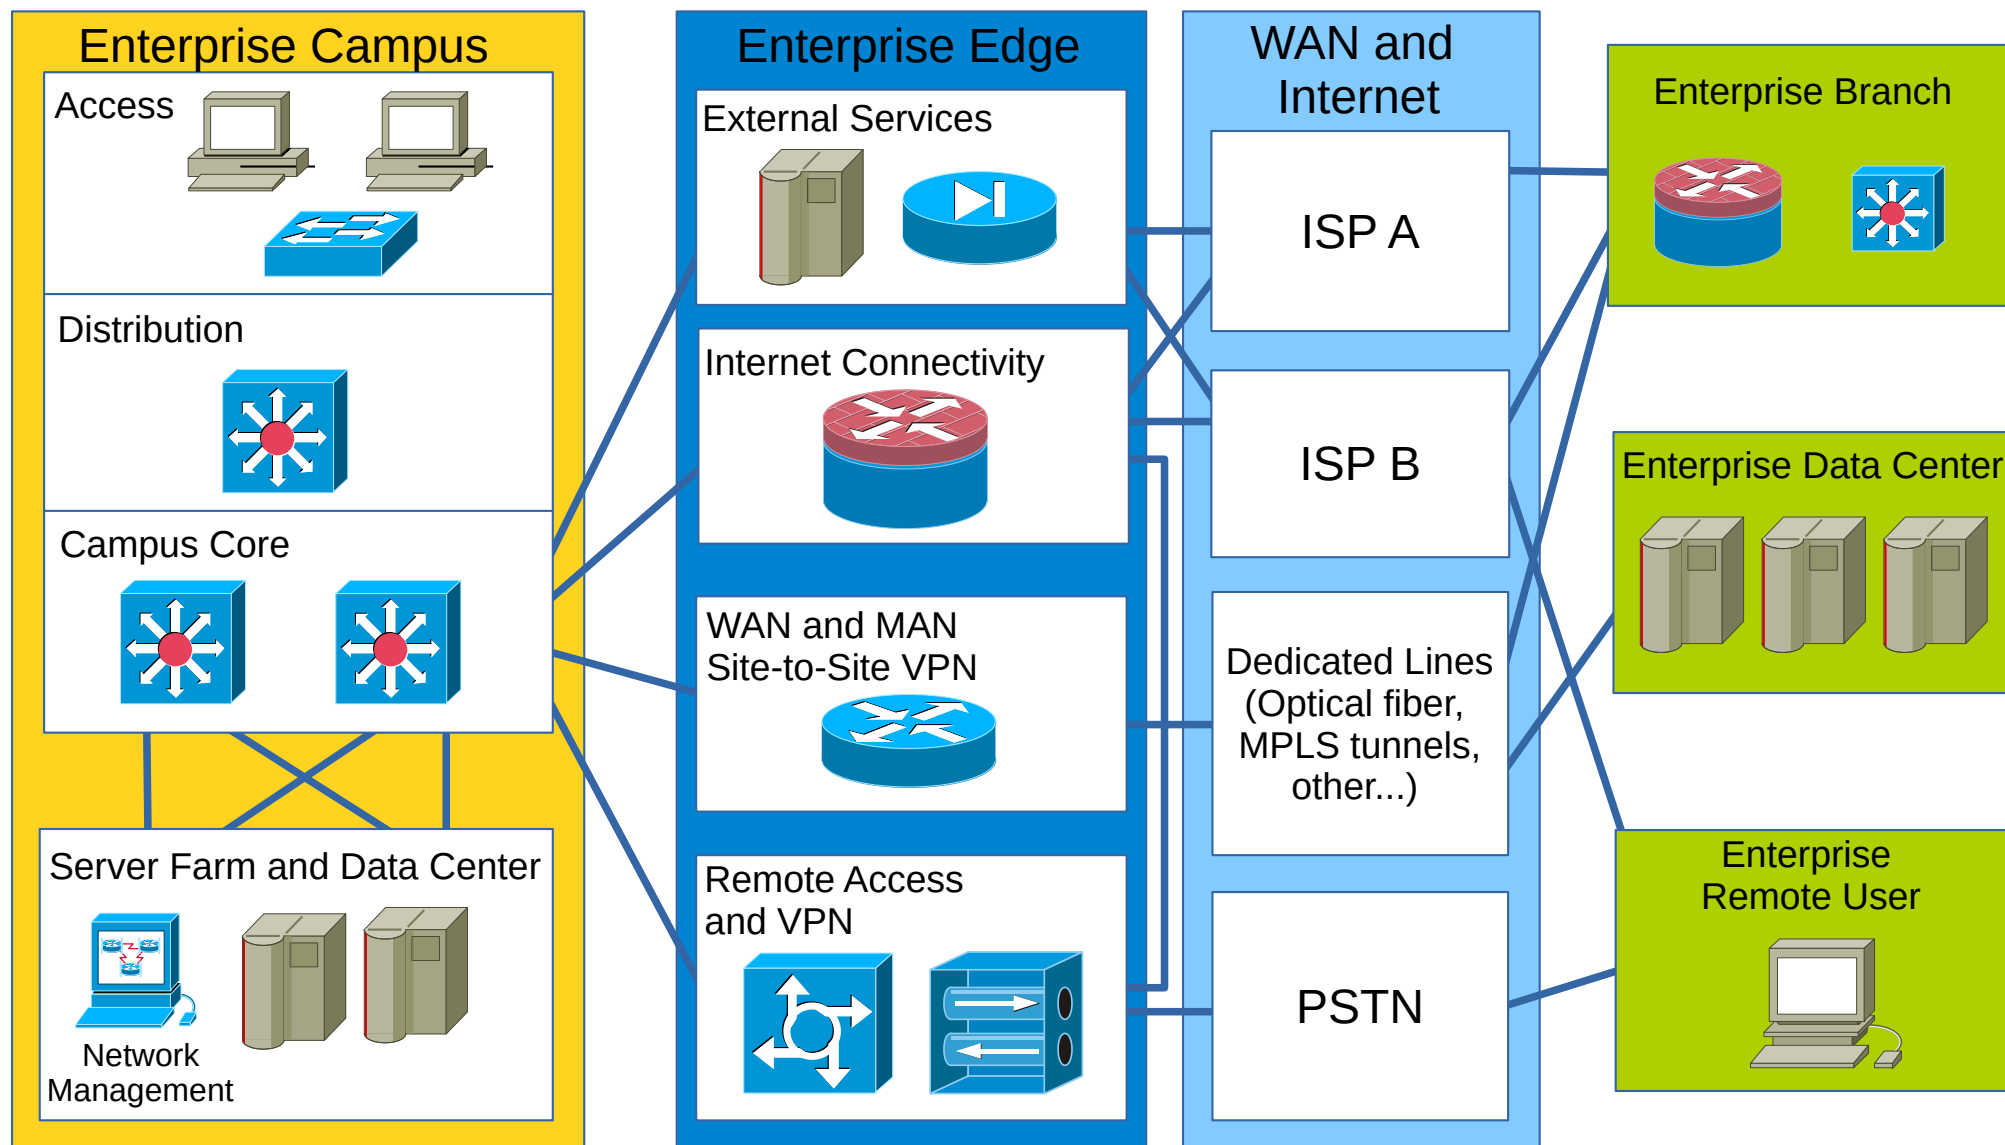 Enterprise Campus
Access
Distribution
Campus Core
Server Farm and Data Center
Network
Management
Enterprise Edge
External Services
Internet Connectivity
WAN and MAN
Site-to-Site VPN
Remote Access
and VPN
WAN and
Internet
ISP A
ISP B
Dedicated Lines
(Optical fiber,
MPLS tunnels,
other...)
PSTN
Enterprise Branch
Enterprise Data Center
Enterprise
Remote User